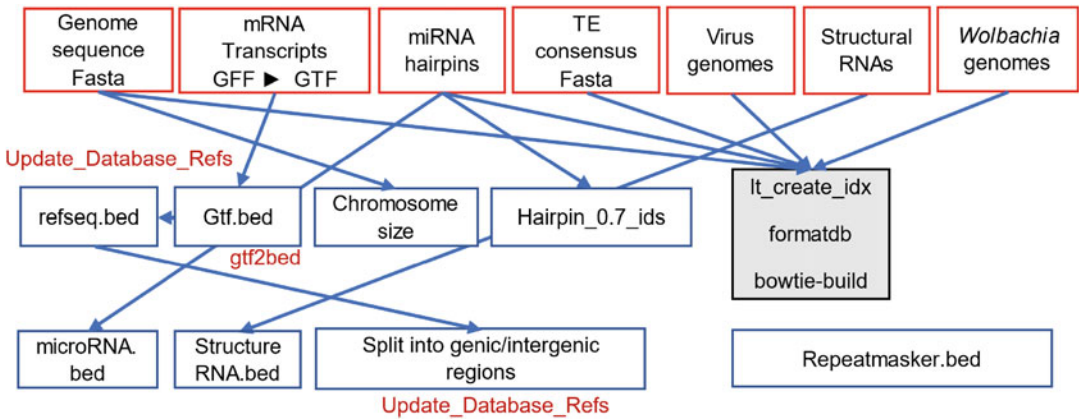 Genome
sequence
Fasta
mRNA
Transcripts
GFF ► GTF
miRNA
hairpins
TE
consensus
Fasta
Virus
genomes
Structural
RNAs
Wolbachia
genomes
Update_Database_Refs
refseq.bed
Gtf.bed
gtf2bed
Chromosome
size
Hairpin_0.7_ids
lt_create_idx
formatdb
bowtie-build
microRNA.
bed
Structure
RNA.bed
Split into genic/intergenic
regions
Update_Database_Refs
Repeatmasker.bed